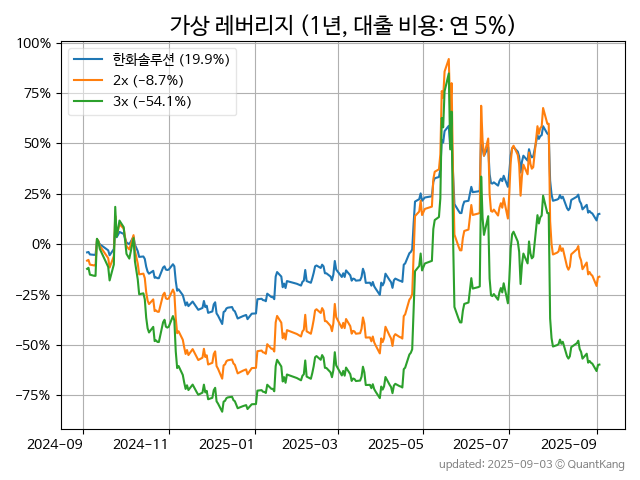 가상 레버리지 (1년, 대출 비용: 연 5%)
한화솔루션 (19.9%)
2x (−8.7%)
3x (−54.1%)
100%
75%
50%
25%
0%
−25%
−50%
−75%
2024-09 2024-11 2025-01 2025-03 2025-05 2025-07 2025-09
updated: 2025-09-03 © QuantKang